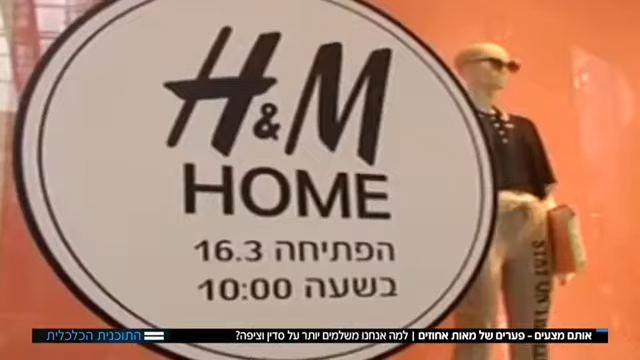 H&M
HOME
הפתיחה 16.3
בשעה 10:00
אותם מצעים - פערים של מאות אחוזים | למה אנחנו משלמים יותר על סדין וציפה?
התוכנית הכלכלית